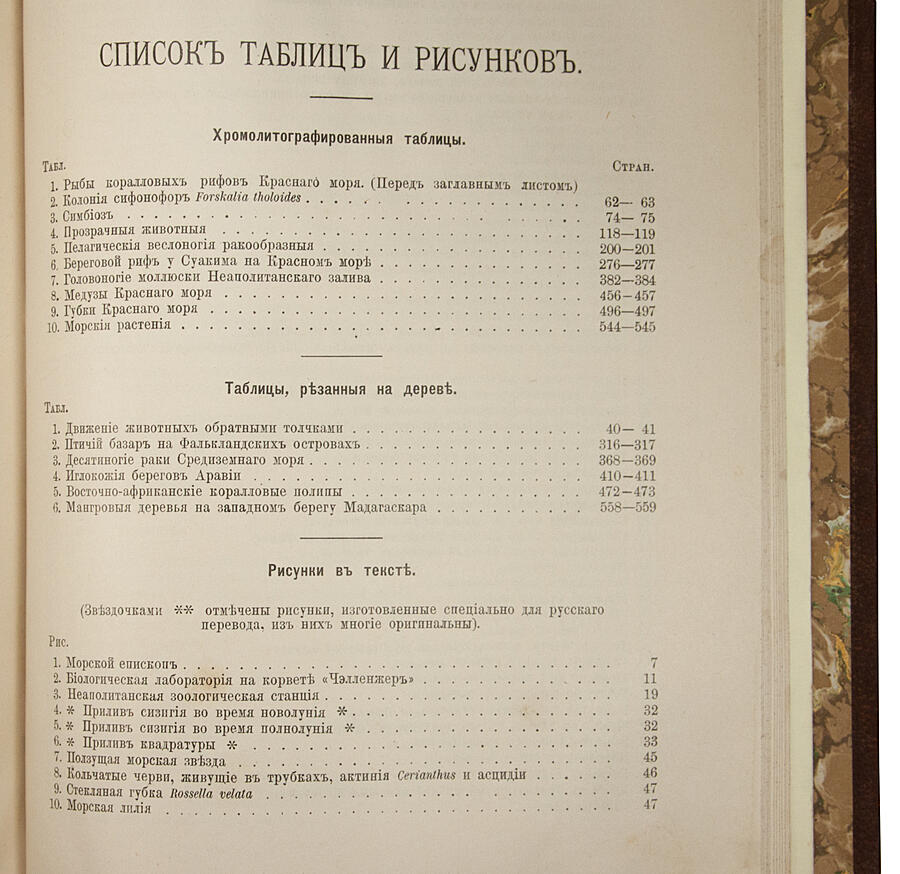 СПИСОКЪ ТАБЛИЦЪ И РИСУНКОВЪ.
Хромолитографированныя таблицы.
Табл. Стран.
1. Рыбы коралловыхъ рифовъ Краснаго моря. (Передъ заглавнымъ листомъ)
2. Колонія сифонофоръ Forskalia tholoides . . . . . . . . . . . . . . . . 62— 63
3. Симбіозъ . . . . . . . . . . . . . . . . . . . . . . . . . . . . 74— 75
4. Прозрачныя животныя . . . . . . . . . . . . . . . . . . . . . . 118—119
5. Пелагическія веслоногія ракообразныя . . . . . . . . . . . . . . . . 200—201
6. Береговой рифъ у Суакима на Красномъ морѣ . . . . . . . . . . . . 276—277
7. Головоногіе моллюски Неаполитанскаго залива . . . . . . . . . . . . 382—384
8. Медузы Краснаго моря . . . . . . . . . . . . . . . . . . . . . . 456—457
9. Губки Краснаго моря . . . . . . . . . . . . . . . . . . . . . . . 496—497
10. Морскія растенія . . . . . . . . . . . . . . . . . . . . . . . . 544—545
Таблицы, рѣзанныя на деревѣ.
Табл.
1. Движеніе животныхъ обратными толчками . . . . . . . . . . . . . . 40— 41
2. Птичій базаръ на Фалькландскихъ островахъ . . . . . . . . . . . . . 316—317
3. Десятиногіе раки Средиземнаго моря . . . . . . . . . . . . . . . . . 368—369
4. Иглокожія береговъ Аравіи . . . . . . . . . . . . . . . . . . . . 410—411
5. Восточно-африканскіе коралловые полипы . . . . . . . . . . . . . . 472—473
6. Мангровыя деревья на западномъ берегу Мадагаскара . . . . . . . . . 558—559
Рисунки въ текстѣ.
(Звѣздочками ** отмѣчены рисунки, изготовленные спеціально для русскаго
перевода, изъ нихъ многіе оригинальны).
Рис.
1. Морской епископъ . . . . . . . . . . . . . . . . . . . . . . . . . 7
2. Біологическая лабораторія на корветѣ «Чэлленжеръ» . . . . . . . . . . . 11
3. Неаполитанская зоологическая станція . . . . . . . . . . . . . . . . . 19
4. * Приливъ сизигія во время новолунія * . . . . . . . . . . . . . . . . 32
5. * Приливъ сизигія во время полнолунія * . . . . . . . . . . . . . . . 32
6. * Приливъ квадратуры * . . . . . . . . . . . . . . . . . . . . . . 33
7. Ползущая морская звѣзда . . . . . . . . . . . . . . . . . . . . . . 45
8. Кольчатые черви, живущіе въ трубкахъ, актинія Cerianthus и асцидіи . . . . . . 46
9. Стекляная губка Rossella velata . . . . . . . . . . . . . . . . . . . . 47
10. Морская лилія . . . . . . . . . . . . . . . . . . . . . . . . . . 47